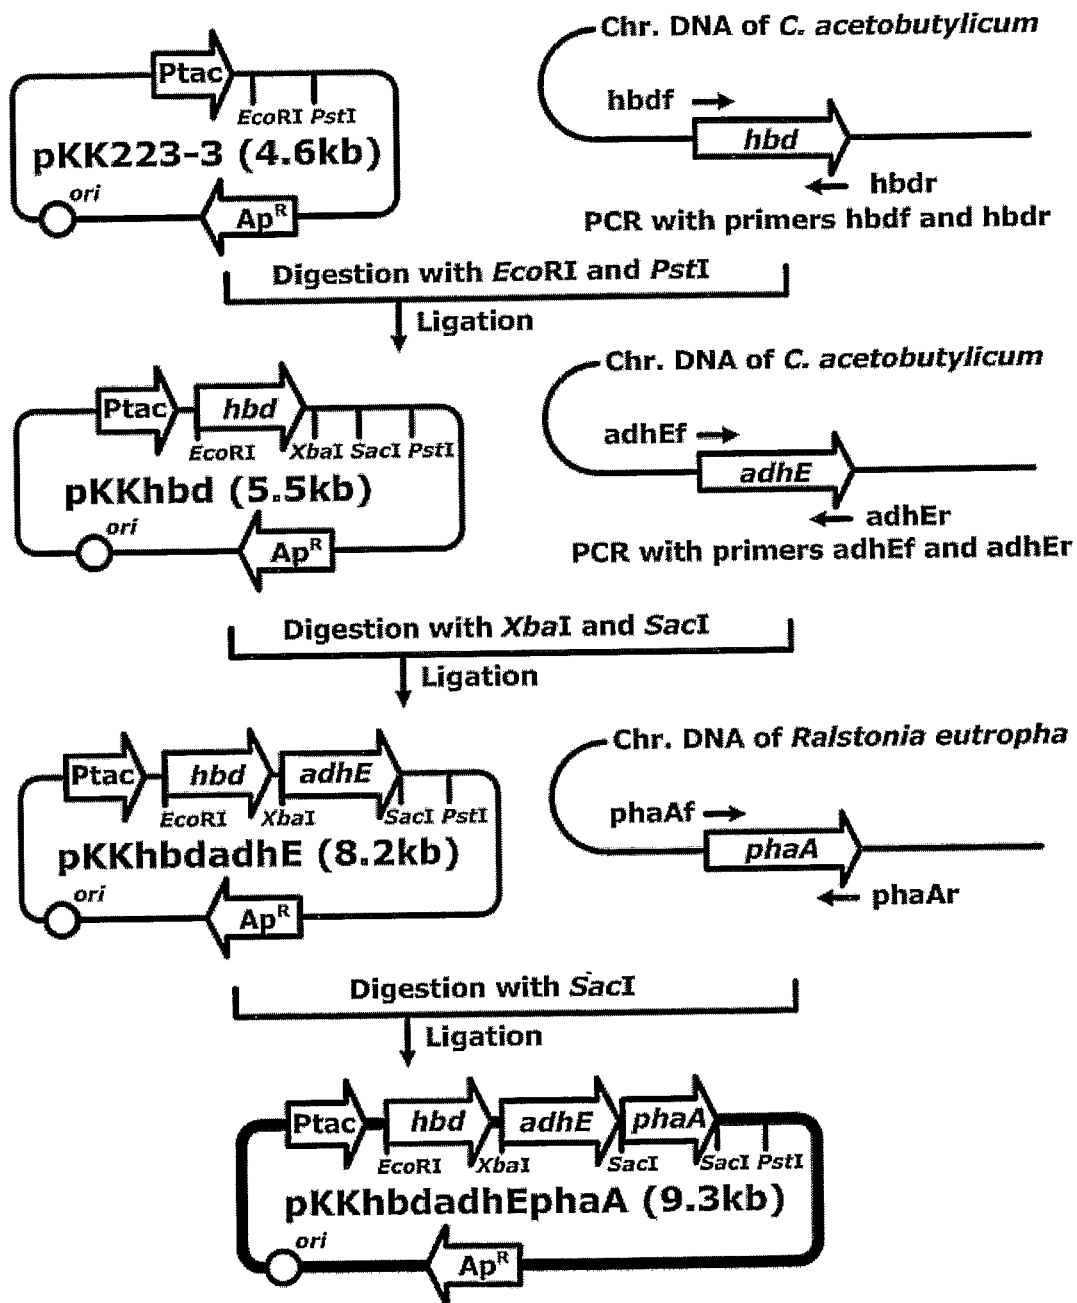 Chr. DNA of C. acetobutylicum
Ptac
EcoRI PstI
pKK223-3 (4.6kb)
ori
ApR
hbdf
hbd
hbdr
PCR with primers hbdf and hbdr
Digestion with EcoRI and PstI
Ligation
Chr. DNA of C. acetobutylicum
Ptac hbd
EcoRI XbaI SacI PstI
pKKhbd (5.5kb)
ori
ApR
adhEf
adhE
adhEr
PCR with primers adhEf and adhEr
Digestion with XbaI and SacI
Ligation
Chr. DNA of Ralstonia eutropha
Ptac hbd adhE
EcoRI XbaI SacI PstI
pKKhbdadhE (8.2kb)
ori
ApR
phaAf
phaA
phaAr
Digestion with SacI
Ligation
Ptac hbd adhE phaA
EcoRI XbaI SacI SacI PstI
pKKhbdadhEphaA (9.3kb)
ori
ApR